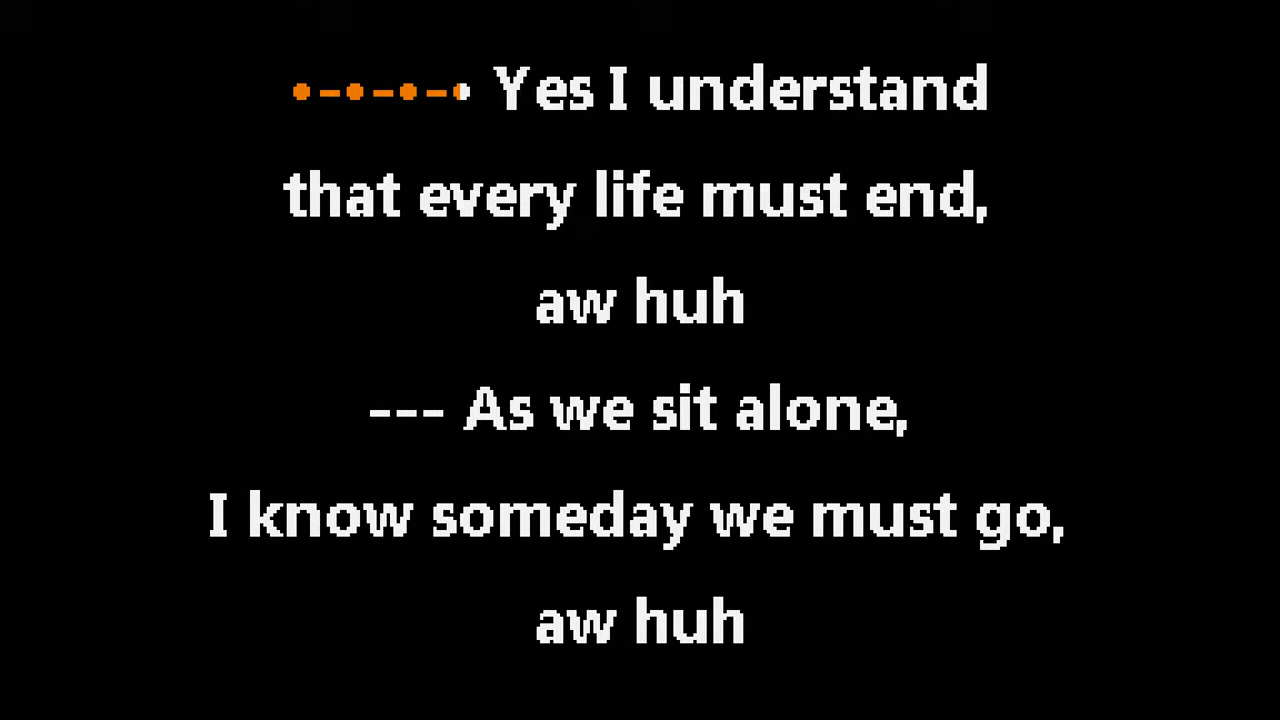 •-•-•-• Yes I understand
that every life must end,
aw huh
--- As we sit alone,
I know someday we must go,
aw huh